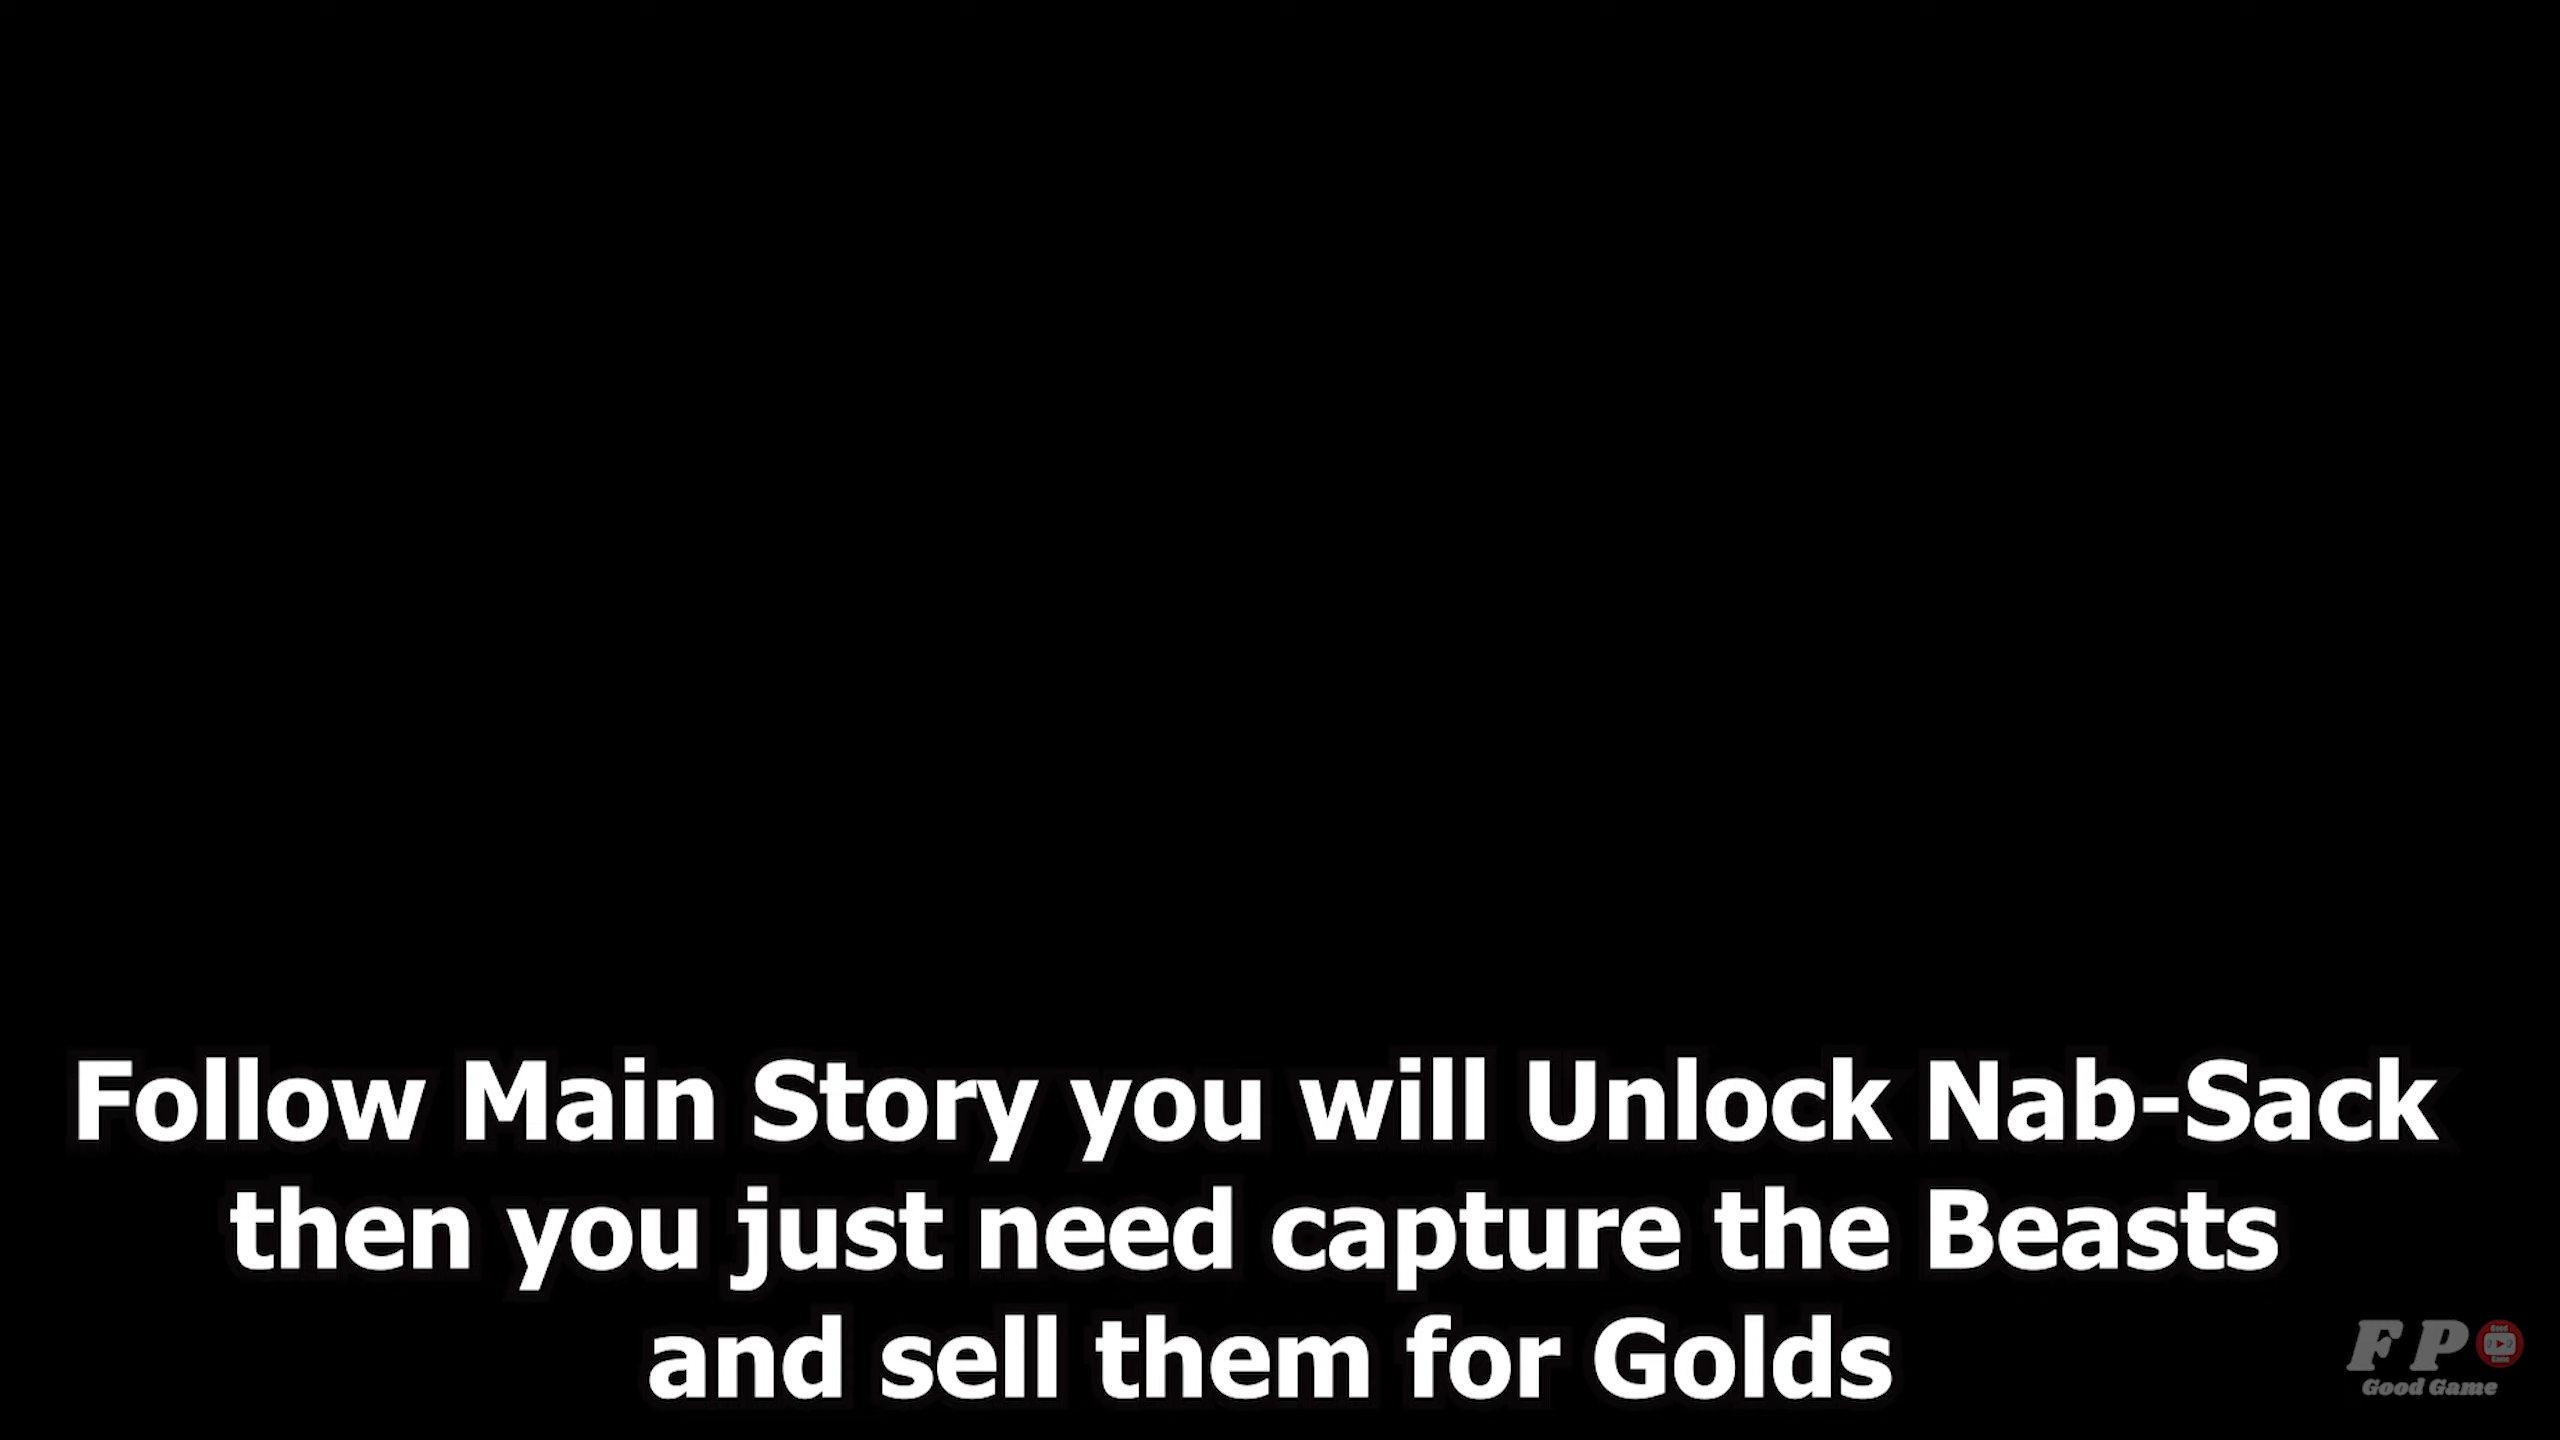 Follow Main Story you will Unlock Nab-Sack
then you just need capture the Beasts
and sell them for Golds
F P
Good Game